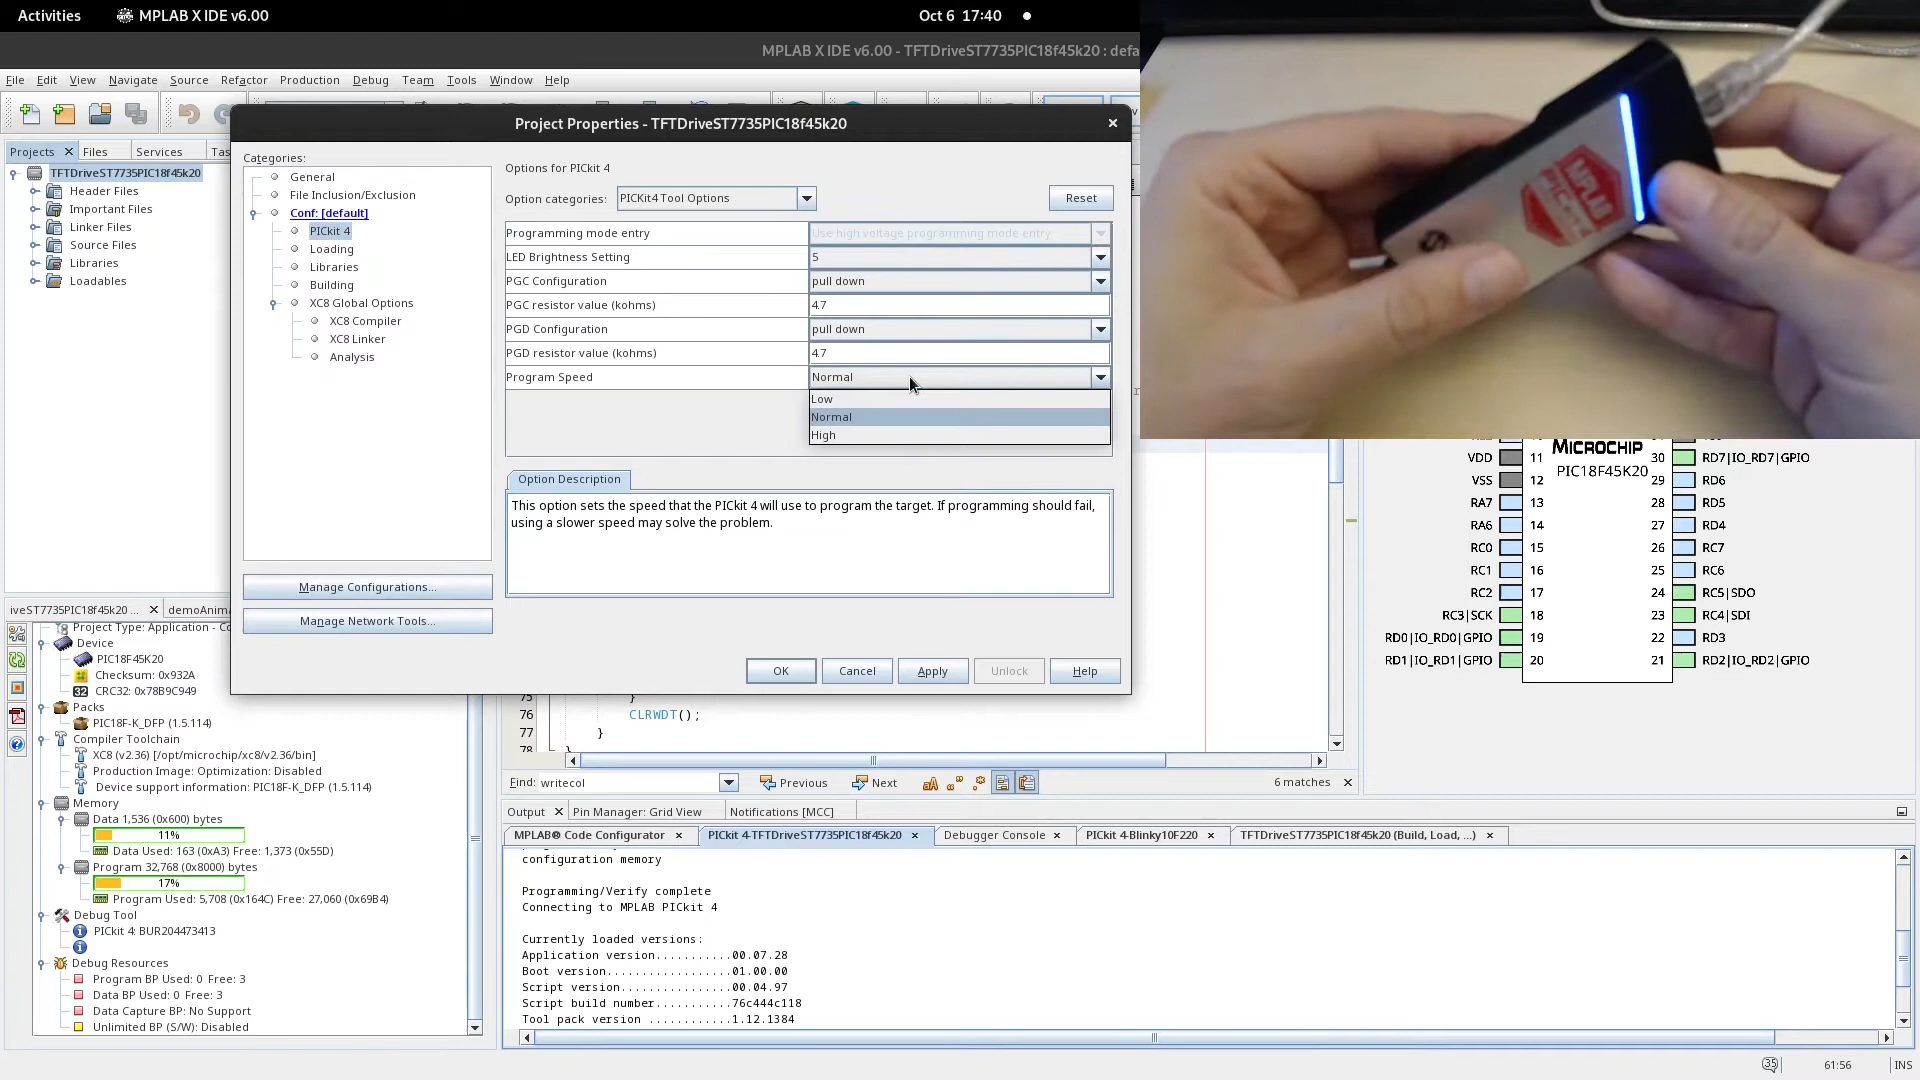 Activities
MPLAB X IDE v6.00
Oct 6 17:40
MPLAB X IDE v6.00 - TFTDriveST7735PIC18f45k20 : defa
File Edit View Navigate Source Refactor Production Debug Team Tools Window Help
Projects Files Services Tas
TFTDriveST7735PIC18f45k20
Header Files
Important Files
Linker Files
Source Files
Libraries
Loadables
Project Properties - TFTDriveST7735PIC18f45k20
Categories:
General
File Inclusion/Exclusion
Conf: [default]
PICkit 4
Loading
Libraries
Building
XC8 Global Options
XC8 Compiler
XC8 Linker
Analysis
Manage Configurations...
Manage Network Tools...
Options for PICkit 4
Option categories: PICKit4 Tool Options Reset
Programming mode entry Use high voltage programming mode entry
LED Brightness Setting 5
PGC Configuration pull down
PGC resistor value (kohms) 4.7
PGD Configuration pull down
PGD resistor value (kohms) 4.7
Program Speed Normal
Low
Normal
High
Option Description
This option sets the speed that the PICkit 4 will use to program the target. If programming should fail,
using a slower speed may solve the problem.
OK Cancel Apply Unlock Help
MPLAB
PICKIT 4
MICROCHIP
PIC18F45K20
VDD 11 30 RD7|IO_RD7|GPIO
VSS 12 29 RD6
RA7 13 28 RD5
RA6 14 27 RD4
RC0 15 26 RC7
RC1 16 25 RC6
RC2 17 24 RC5|SDO
RC3|SCK 18 23 RC4|SDI
RD0|IO_RD0|GPIO 19 22 RD3
RD1|IO_RD1|GPIO 20 21 RD2|IO_RD2|GPIO
iveST7735PIC18f45k20 ... demoAnima
Project Type: Application - Co
Device
PIC18F45K20
Checksum: 0x932A
CRC32: 0x78B9C949
Packs
PIC18F-K_DFP (1.5.114)
Compiler Toolchain
XC8 (v2.36) [/opt/microchip/xc8/v2.36/bin]
Production Image: Optimization: Disabled
Device support information: PIC18F-K_DFP (1.5.114)
Memory
Data 1,536 (0x600) bytes
11%
Data Used: 163 (0xA3) Free: 1,373 (0x55D)
Program 32,768 (0x8000) bytes
17%
Program Used: 5,708 (0x164C) Free: 27,060 (0x69B4)
Debug Tool
PICkit 4: BUR204473413
Debug Resources
Program BP Used: 0 Free: 3
Data BP Used: 0 Free: 3
Data Capture BP: No Support
Unlimited BP (S/W): Disabled
75 }
76 CLRWDT();
77 }
78 }
Find: writecol Previous Next 6 matches
Output Pin Manager: Grid View Notifications [MCC]
MPLAB® Code Configurator PICkit 4-TFTDriveST7735PIC18f45k20 Debugger Console PICkit 4-Blinky10F220 TFTDriveST7735PIC18f45k20 (Build, Load, ...)
configuration memory
Programming/Verify complete
Connecting to MPLAB PICkit 4
Currently loaded versions:
Application version...........00.07.28
Boot version..................01.00.00
Script version................00.04.97
Script build number...........76c444c118
Tool pack version ............1.12.1384
35 61:56 INS